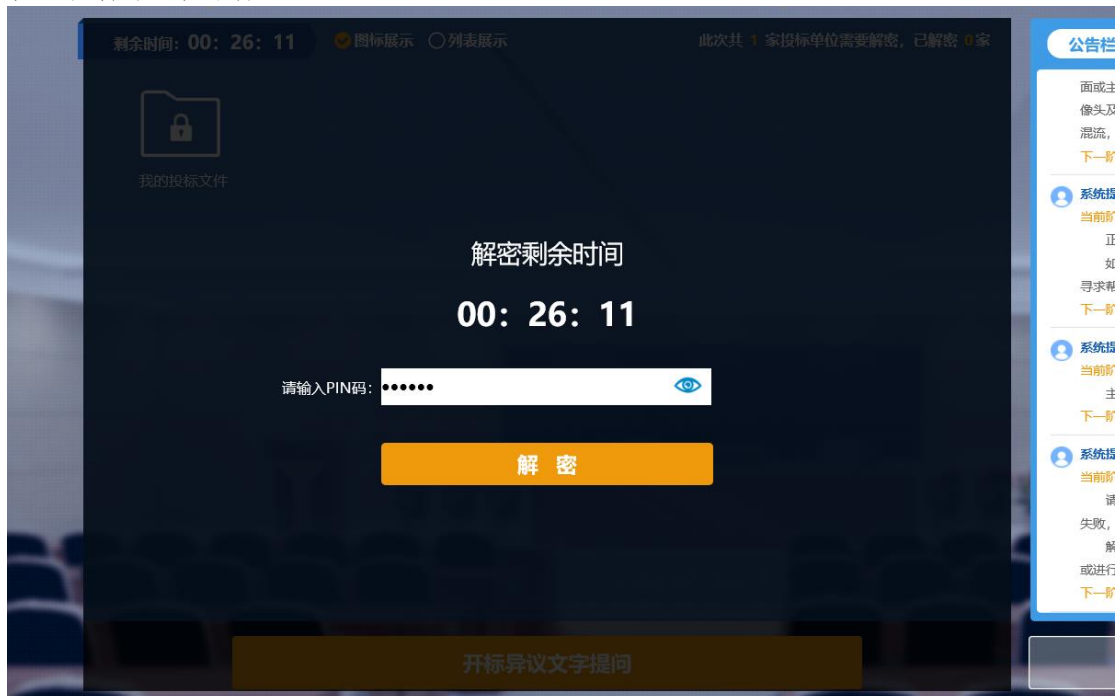 剩余时间：00：26：11
图标展示
列表展示
此次共 1 家投标单位需要解密，已解密 0 家
我的投标文件
解密剩余时间
00：26：11
请输入PIN码：••••••
解 密
开标异议文字提问
公告栏
面或主
像头及
混流，
下一阶
系统提
当前阶
正
如
寻求帮
下一阶
系统提
当前阶
主
下一阶
系统提
当前阶
请
失败，
解
或进行
下一阶